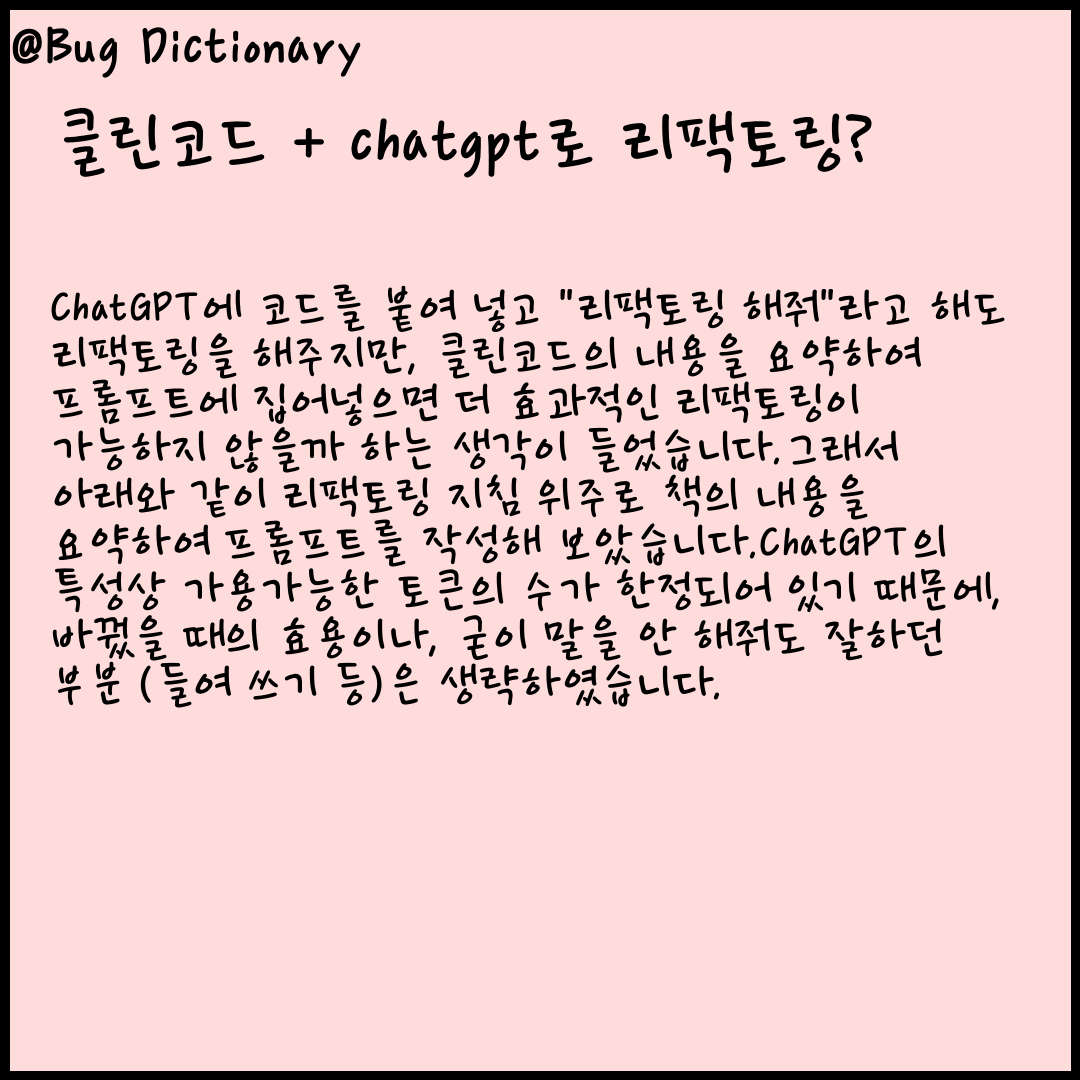 @Bug Dictionary
클린코드 + chatgpt로 리팩토링?
ChatGPT에 코드를 붙여 넣고 "리팩토링 해줘"라고 해도
리팩토링을 해주지만, 클린코드의 내용을 요약하여
프롬프트에 집어넣으면 더 효과적인 리팩토링이
가능하지 않을까 하는 생각이 들었습니다. 그래서
아래와 같이 리팩토링 지침 위주로 책의 내용을
요약하여 프롬프트를 작성해 보았습니다.ChatGPT의
특성상 가용가능한 토큰의 수가 한정되어 있기 때문에,
바꿨을 때의 효용이나, 굳이 말을 안 해줘도 잘하던
부분 (들여 쓰기 등)은 생략하였습니다.